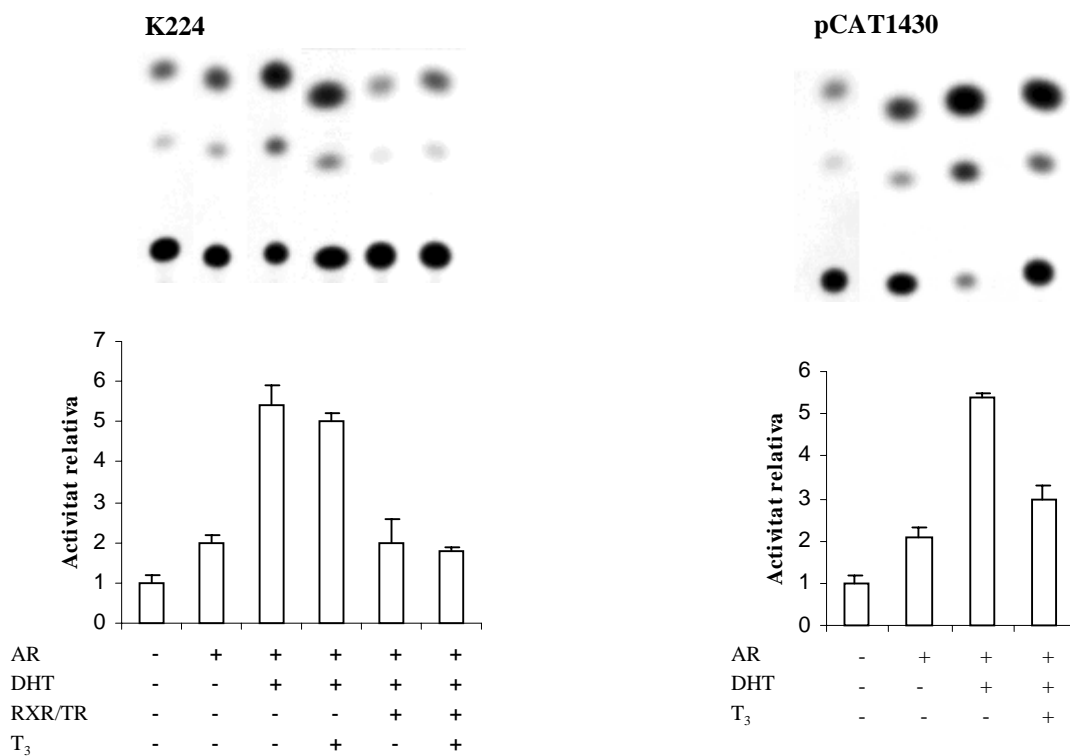 K224
pCAT1430
Activitat relativa
7
6
5
4
3
2
1
0
AR - + + + + +
DHT - - + + + +
RXR/TR - - - - + +
T3 - - - + - +
Activitat relativa
6
5
4
3
2
1
0
AR - + + +
DHT - - + +
T3 - - - +